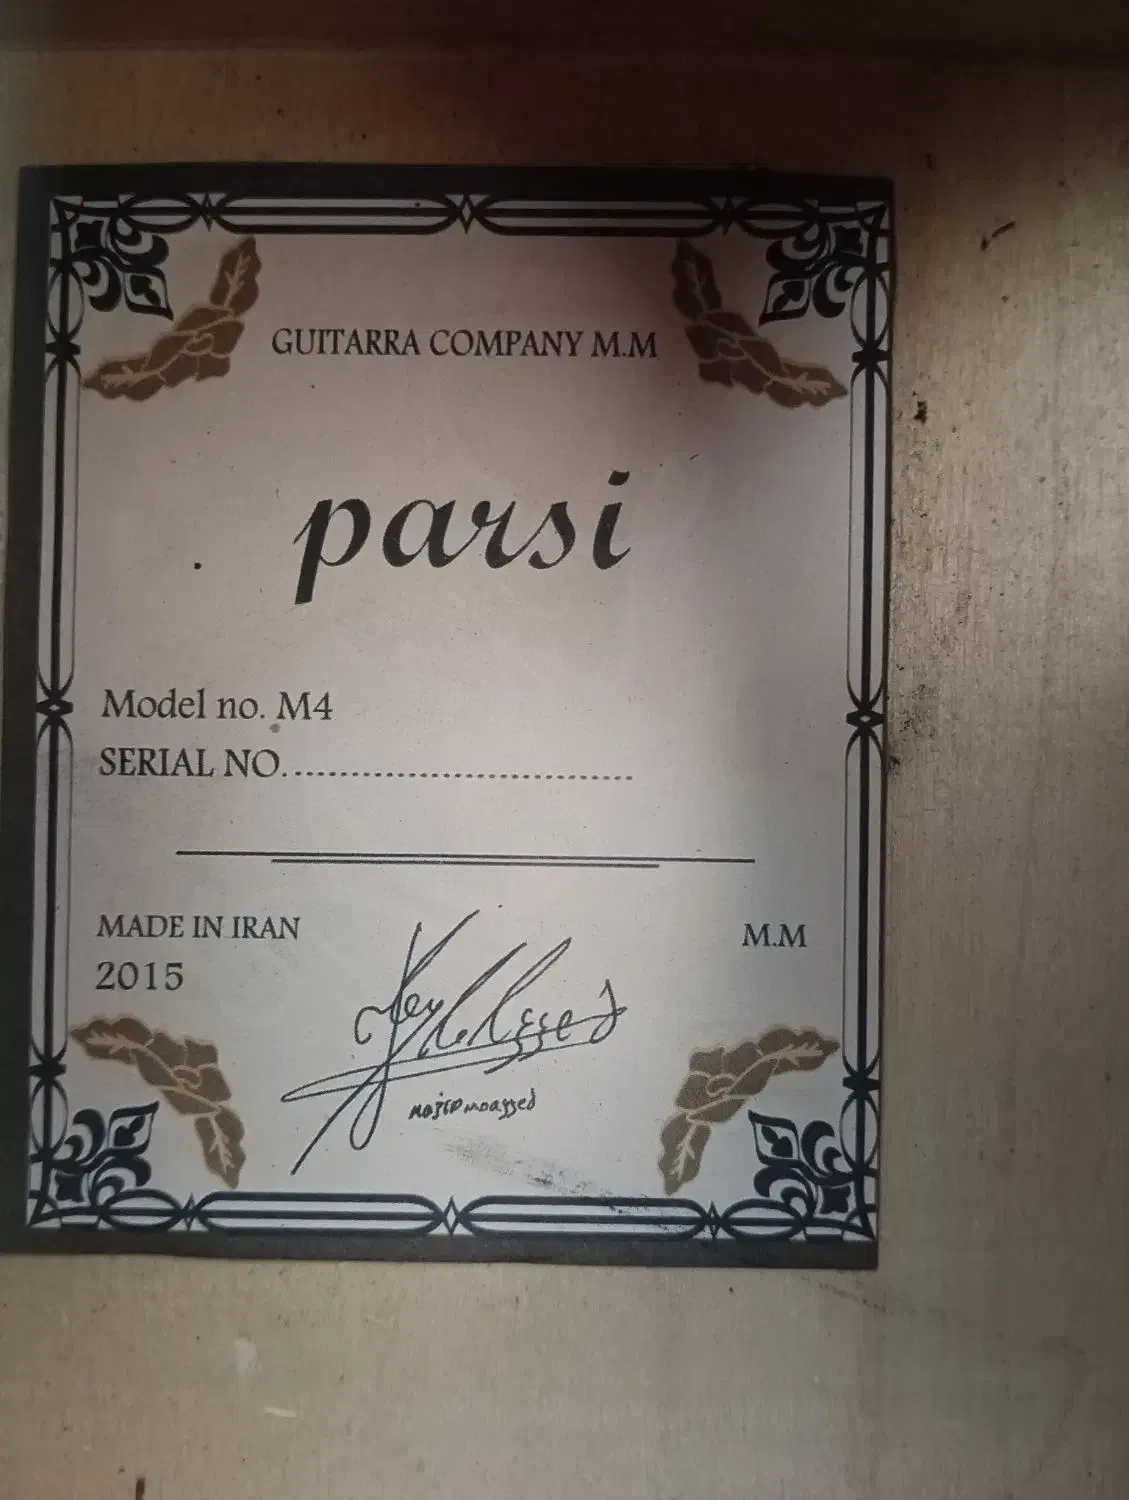 GUITARRA COMPANY M.M
parsi
Model no. M4
SERIAL NO..............................
MADE IN IRAN
M.M
2015